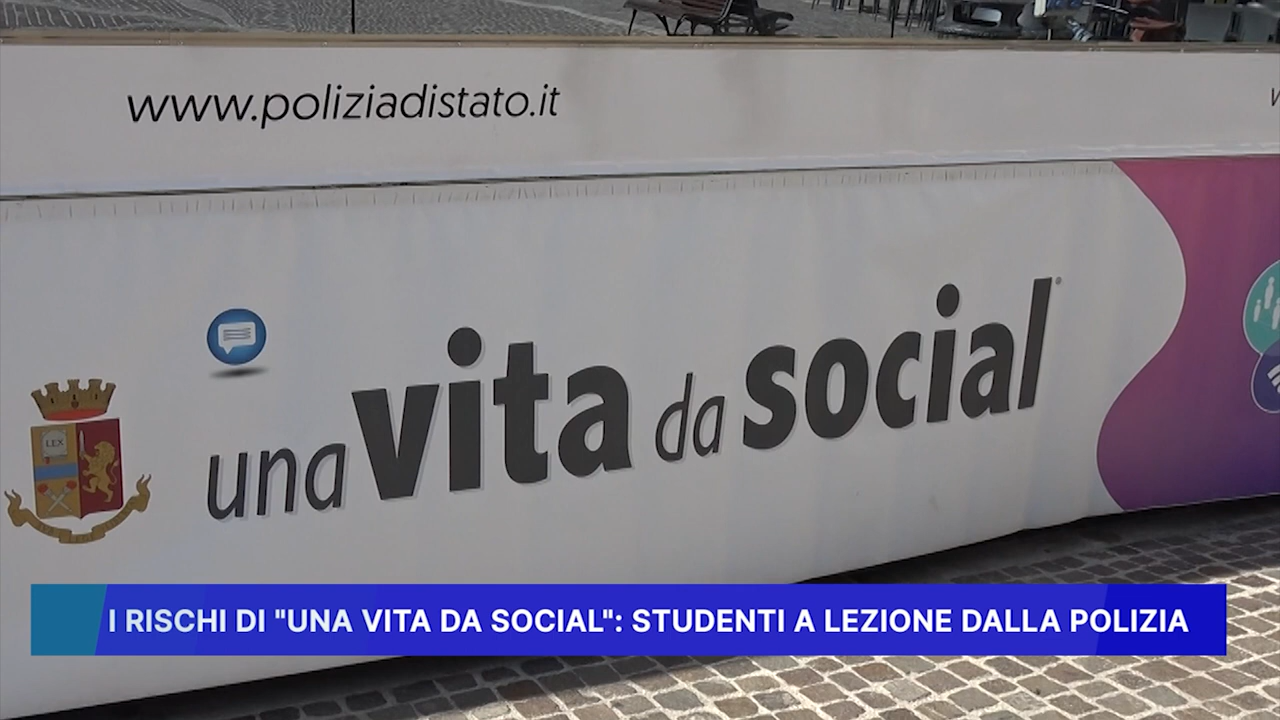 www.poliziadistato.it
LEX
una vita da social
I RISCHI DI "UNA VITA DA SOCIAL": STUDENTI A LEZIONE DALLA POLIZIA